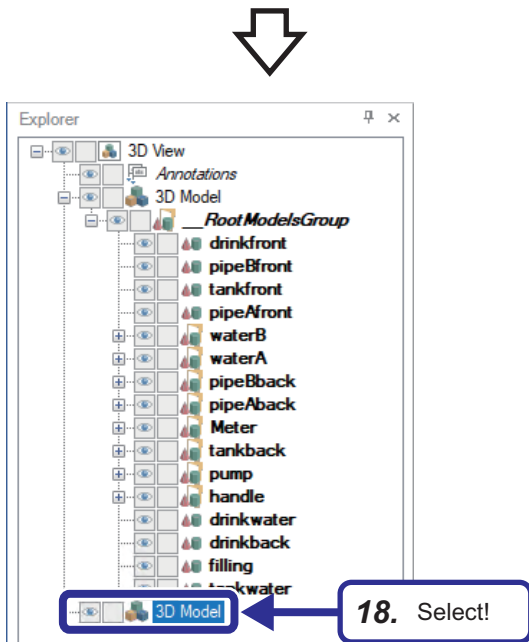 Explorer
3D View
Annotations
3D Model
__RootModelsGroup
drinkfront
pipeBfront
tankfront
pipeAfront
waterB
waterA
pipeBback
pipeAback
Meter
tankback
pump
handle
drinkwater
drinkback
filling
tankwater
3D Model
18. Select!